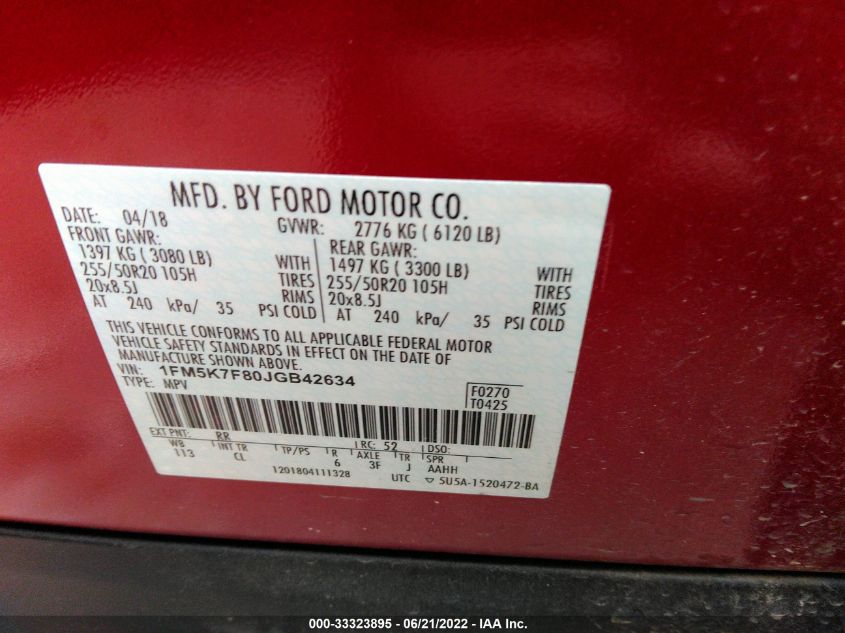 MFD. BY FORD MOTOR CO.
DATE: 04/18 GVWR: 2776 KG ( 6120 LB)
FRONT GAWR: REAR GAWR:
1397 KG ( 3080 LB) WITH 1497 KG ( 3300 LB) WITH
255/50R20 105H TIRES 255/50R20 105H TIRES
20x8.5J RIMS 20x8.5J RIMS
AT 240 kPa/ 35 PSI COLD AT 240 kPa/ 35 PSI COLD
THIS VEHICLE CONFORMS TO ALL APPLICABLE FEDERAL MOTOR
VEHICLE SAFETY STANDARDS IN EFFECT ON THE DATE OF
MANUFACTURE SHOWN ABOVE.
VIN: 1FM5K7F80JGB42634
TYPE: MPV
F0270
T0425
EXT PNT: RR RC: 52 DSO:
WB INT TR TP/PS R AXLE TR SPR
113 CL 6 3F J AAHH
1201804111328 UTC ▽ 5U5A-1520472-BA
000-33323895 - 06/21/2022 - IAA Inc.